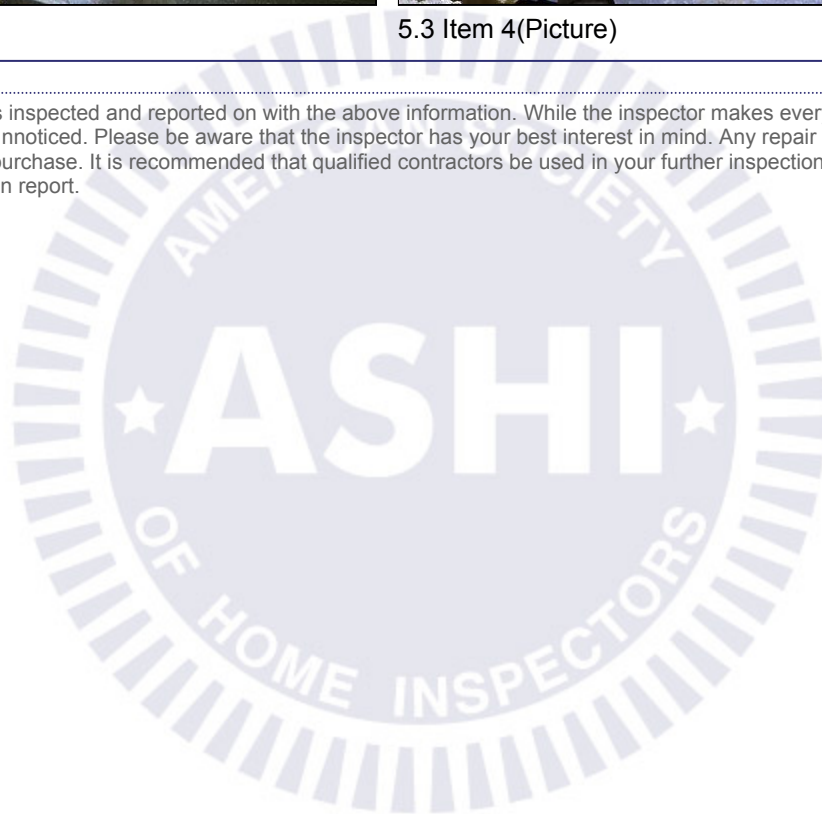 5.3 Item 4(Picture)
s inspected and reported on with the above information. While the inspector makes ever
nnoticed. Please be aware that the inspector has your best interest in mind. Any repair
purchase. It is recommended that qualified contractors be used in your further inspection
n report.
AMERICAN SOCIETY
ASHI
OF HOME INSPECTORS